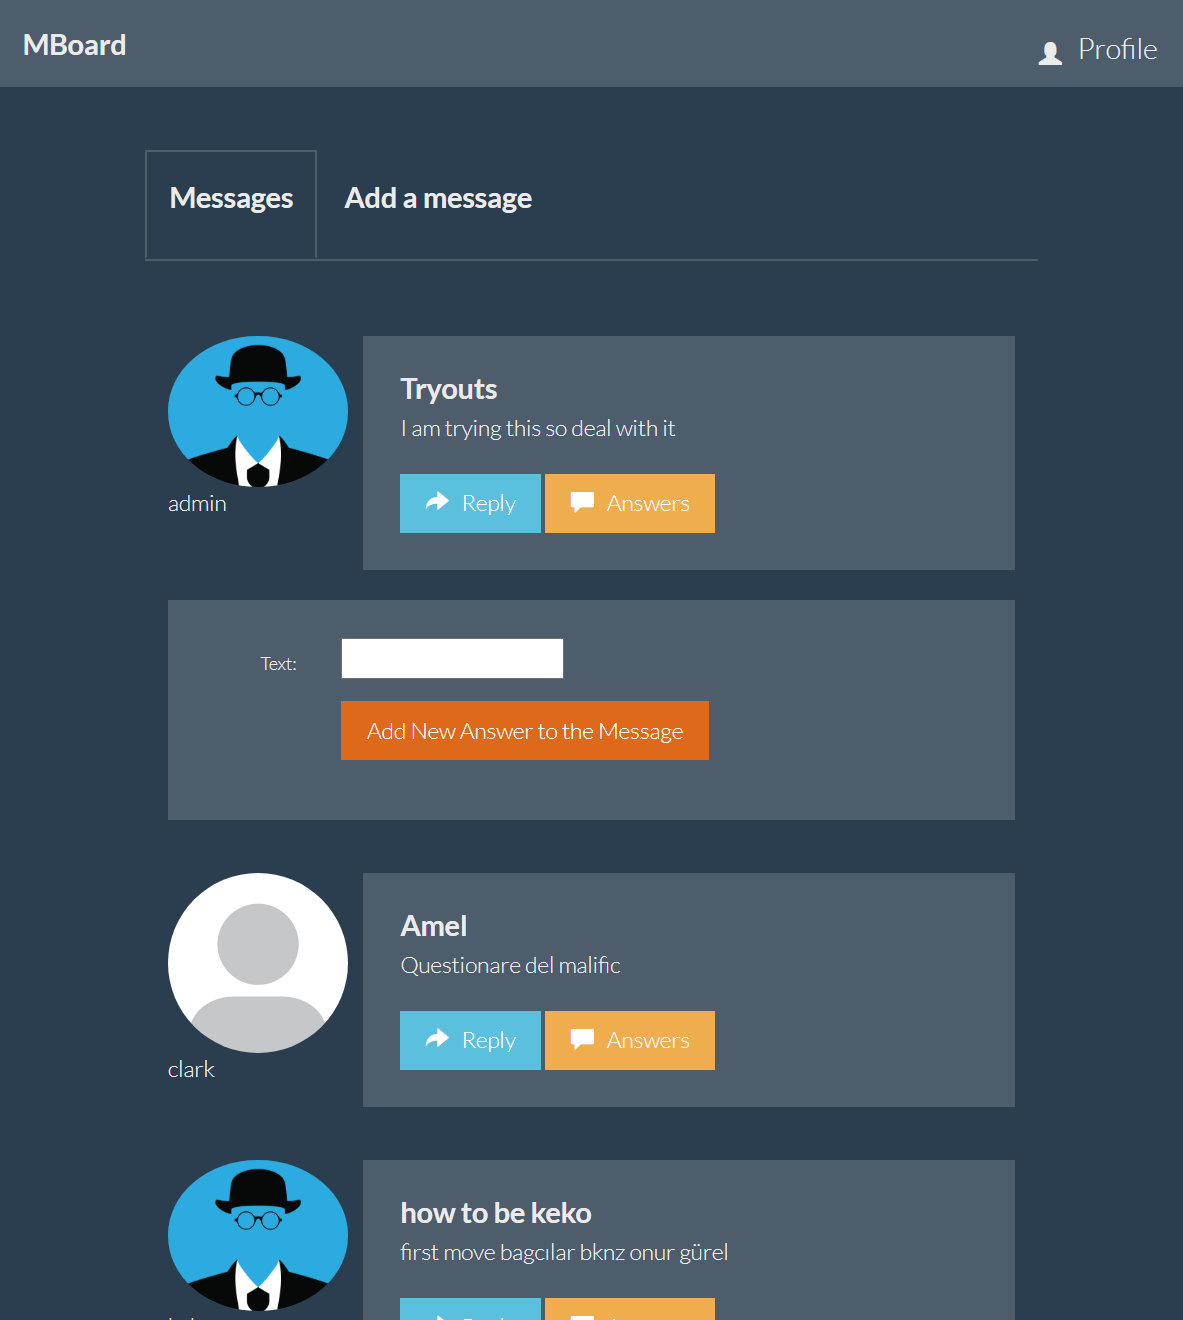 MBoard
Profile
Messages
Add a message
Tryouts
I am trying this so deal with it
Reply
Answers
admin
Text:
Add New Answer to the Message
Amel
Questionare del malific
Reply
Answers
clark
how to be keko
first move bagcılar bknz onur gürel